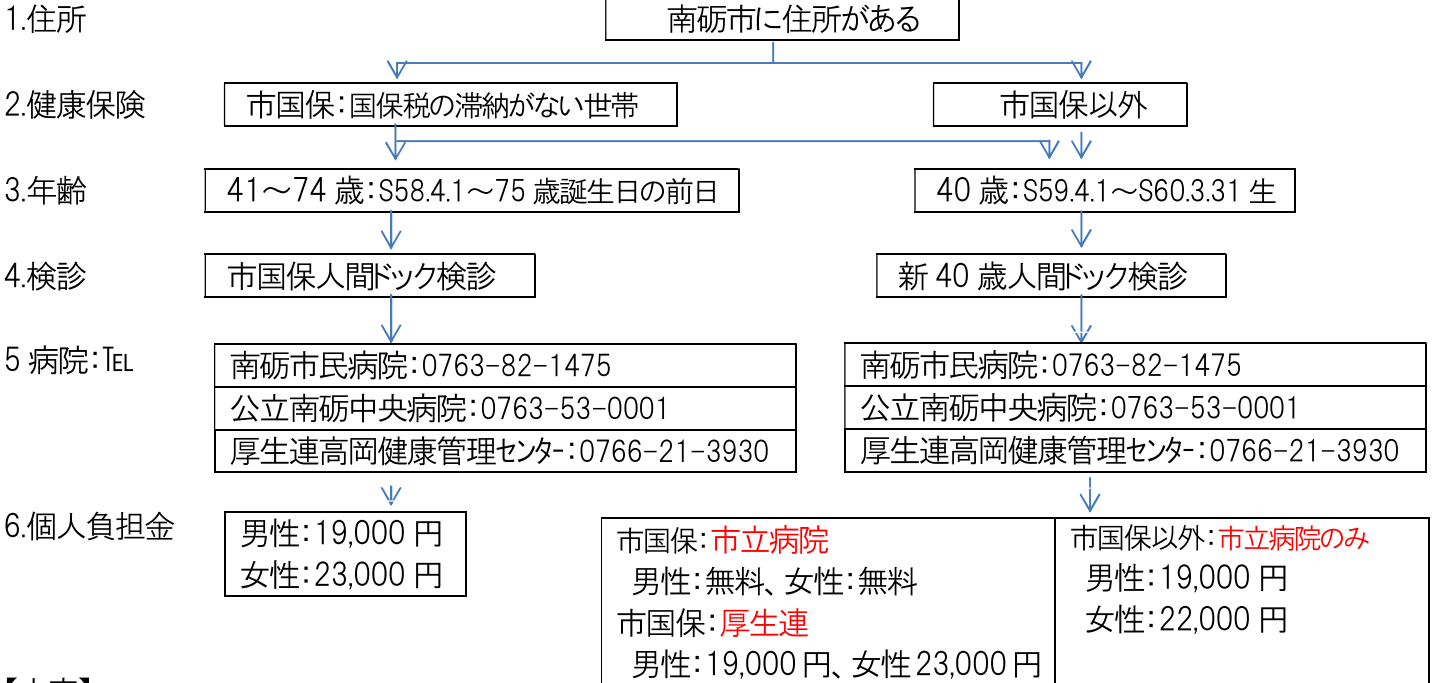 1.住所
南砺市に住所がある
2.健康保険
市国保：国保税の滞納がない世帯
市国保以外
3.年齢
41～74 歳：S58.4.1～75 歳誕生日の前日
40 歳：S59.4.1～S60.3.31 生
4.検診
市国保人間ドック検診
新 40 歳人間ドック検診
5 病院：℡
南砺市民病院：0763-82-1475
公立南砺中央病院：0763-53-0001
厚生連高岡健康管理センター：0766-21-3930
南砺市民病院：0763-82-1475
公立南砺中央病院：0763-53-0001
厚生連高岡健康管理センター：0766-21-3930
6.個人負担金
男性：19,000 円
女性：23,000 円
市国保：市立病院
男性：無料、女性：無料
市国保：厚生連
男性：19,000 円、女性 23,000 円
市国保以外：市立病院のみ
男性：19,000 円
女性：22,000 円